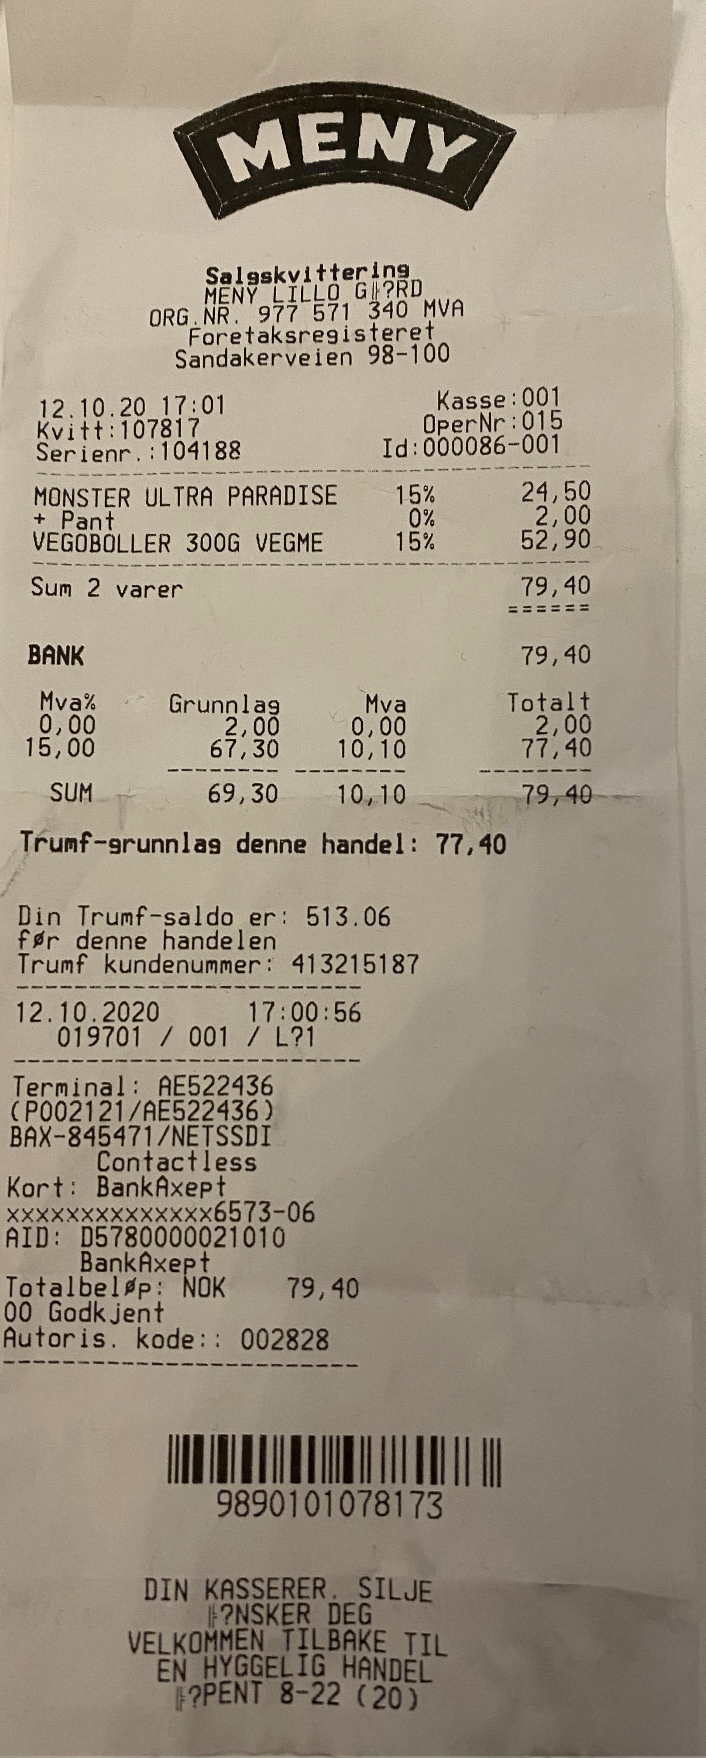 MENY
Salgskvittering
MENY LILLO G╟?RD
ORG.NR. 977 571 340 MVA
Foretaksregisteret
Sandakerveien 98-100
12.10.20 17:01 Kasse:001
Kvitt:107817 OperNr:015
Serienr.:104188 Id:000086-001
MONSTER ULTRA PARADISE 15% 24,50
+ Pant 0% 2,00
VEGOBOLLER 300G VEGME 15% 52,90
Sum 2 varer 79,40
======
BANK 79,40
Mva% Grunnlag Mva Totalt
0,00 2,00 0,00 2,00
15,00 67,30 10,10 77,40
SUM 69,30 10,10 79,40
Trumf-grunnlag denne handel: 77,40
Din Trumf-saldo er: 513.06
før denne handelen
Trumf kundenummer: 413215187
12.10.2020 17:00:56
019701 / 001 / L?1
Terminal: AE522436
(P002121/AE522436)
BAX-845471/NETSSDI
Contactless
Kort: BankAxept
xxxxxxxxxxxxxx6573-06
AID: D5780000021010
BankAxept
Totalbeløp: NOK 79,40
00 Godkjent
Autoris. kode:: 002828
9890101078173
DIN KASSERER. SILJE
╟?NSKER DEG
VELKOMMEN TILBAKE TIL
EN HYGGELIG HANDEL
╟?PENT 8-22 (20)